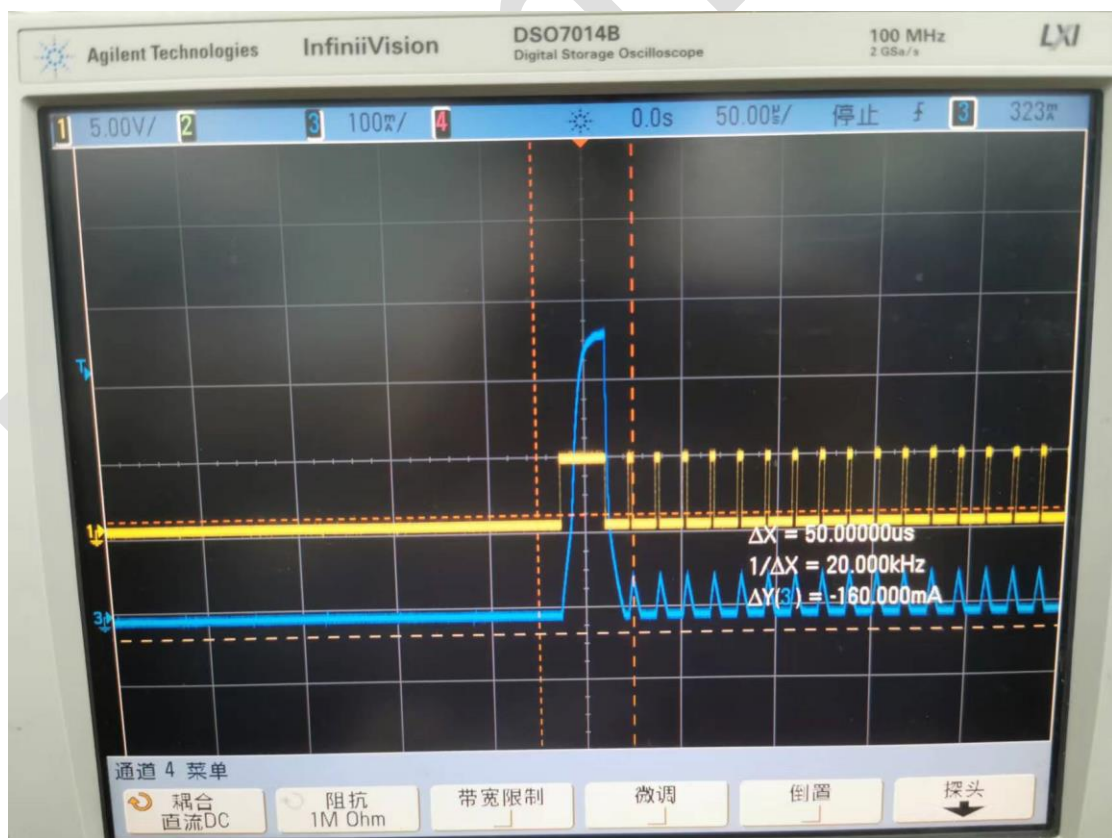 Agilent Technologies InfiniiVision DSO7014B 100 MHz LXI
Digital Storage Oscilloscope 2 GSa/s
1 5.00V/ 2 3 100mA/ 4 0.0s 50.00us/ 停止 3 323mA
T
1
ΔX = 50.00000us
1/ΔX = 20.000kHz
ΔY(3) = -160.000mA
3
通道 4 菜单
耦合 阻抗 带宽限制 微调 倒置 探头
直流DC 1M Ohm